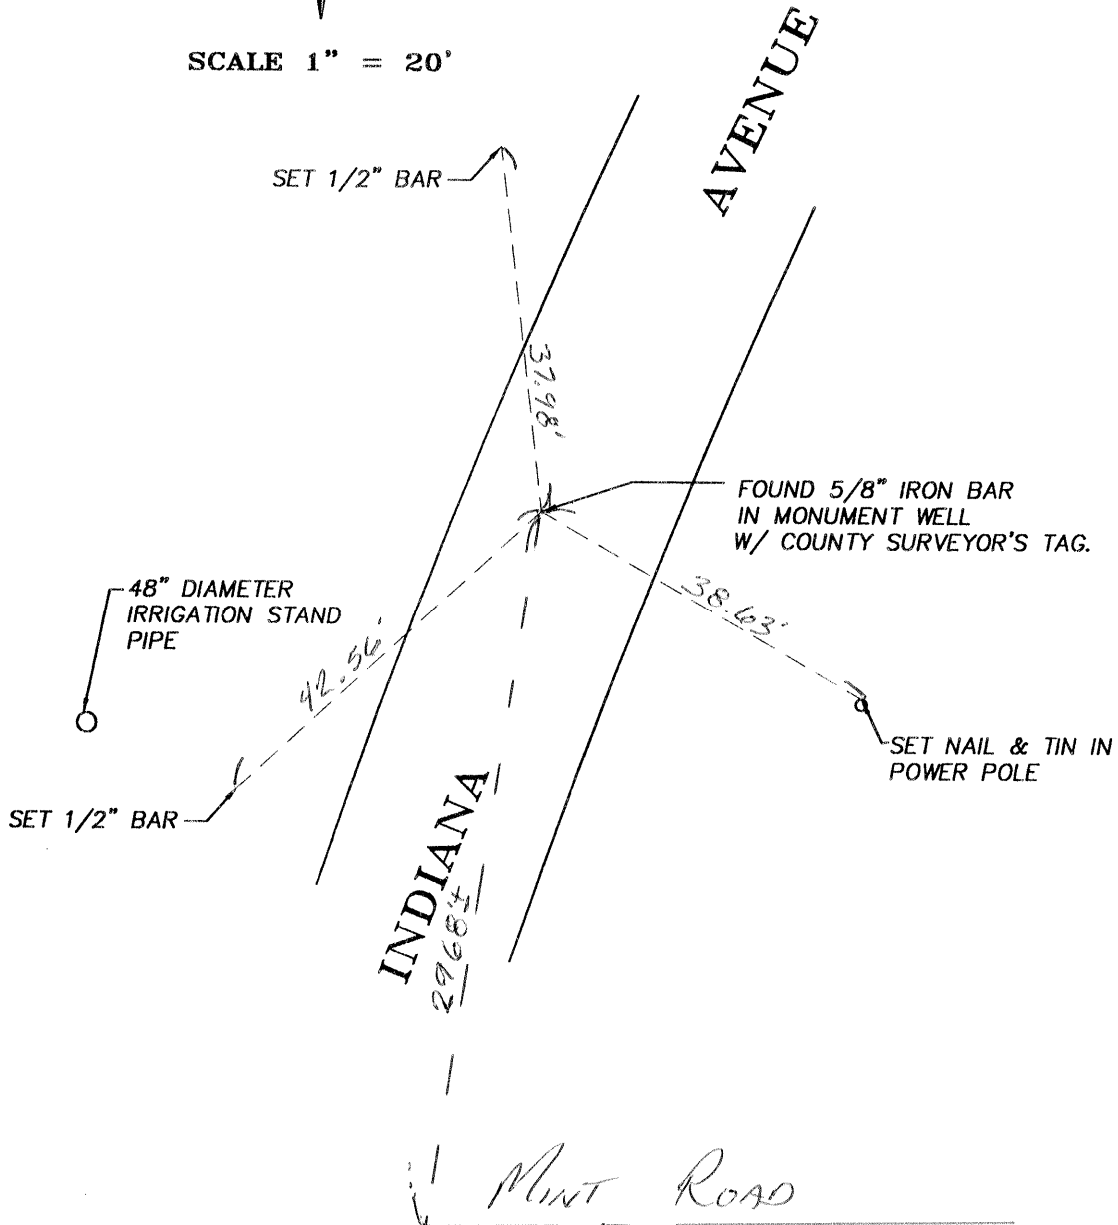 SCALE 1" = 20'
AVENUE
SET 1/2" BAR
37.98'
FOUND 5/8" IRON BAR
IN MONUMENT WELL
W/ COUNTY SURVEYOR'S TAG.
48" DIAMETER
IRRIGATION STAND
PIPE
38.63'
42.56'
SET NAIL & TIN IN
POWER POLE
SET 1/2" BAR
INDIANA
2968±
MINT ROAD